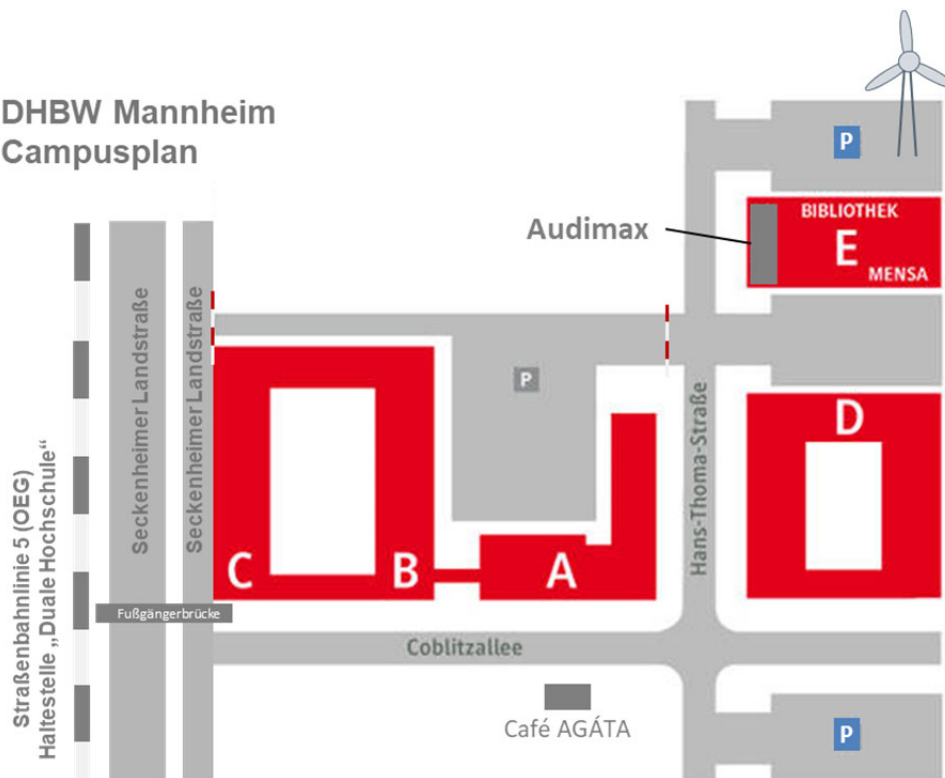 DHBW Mannheim
Campusplan
P
Audimax
BIBLIOTHEK
E
MENSA
Seckenheimer Landstraße
Seckenheimer Landstraße
P
Hans-Thoma-Straße
D
Straßenbahnlinie 5 (OEG)
Haltestelle „Duale Hochschule“
C
B
A
Fußgängerbrücke
Coblitzallee
Café AGÁTA
P